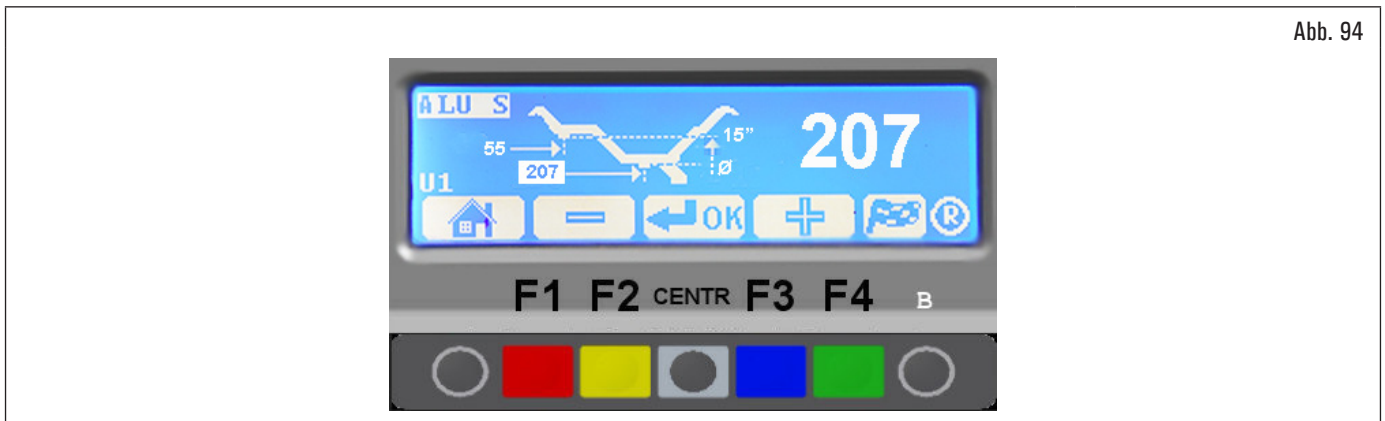 Abb. 94
ALU S
15”
207
55
207
Ø
U1
OK
R
F1 F2 CENTR F3 F4 B